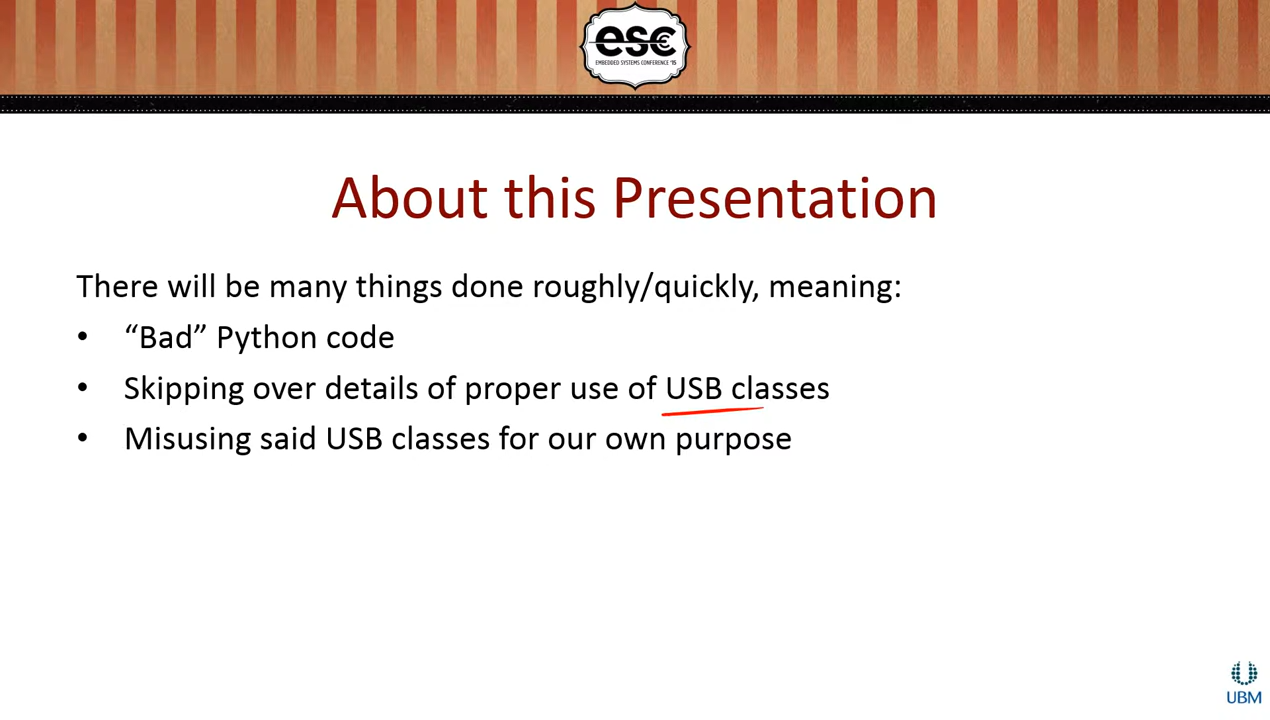 esc
EMBEDDED SYSTEMS CONFERENCE '15
About this Presentation
There will be many things done roughly/quickly, meaning:
• “Bad” Python code
• Skipping over details of proper use of USB classes
• Misusing said USB classes for our own purpose
UBM